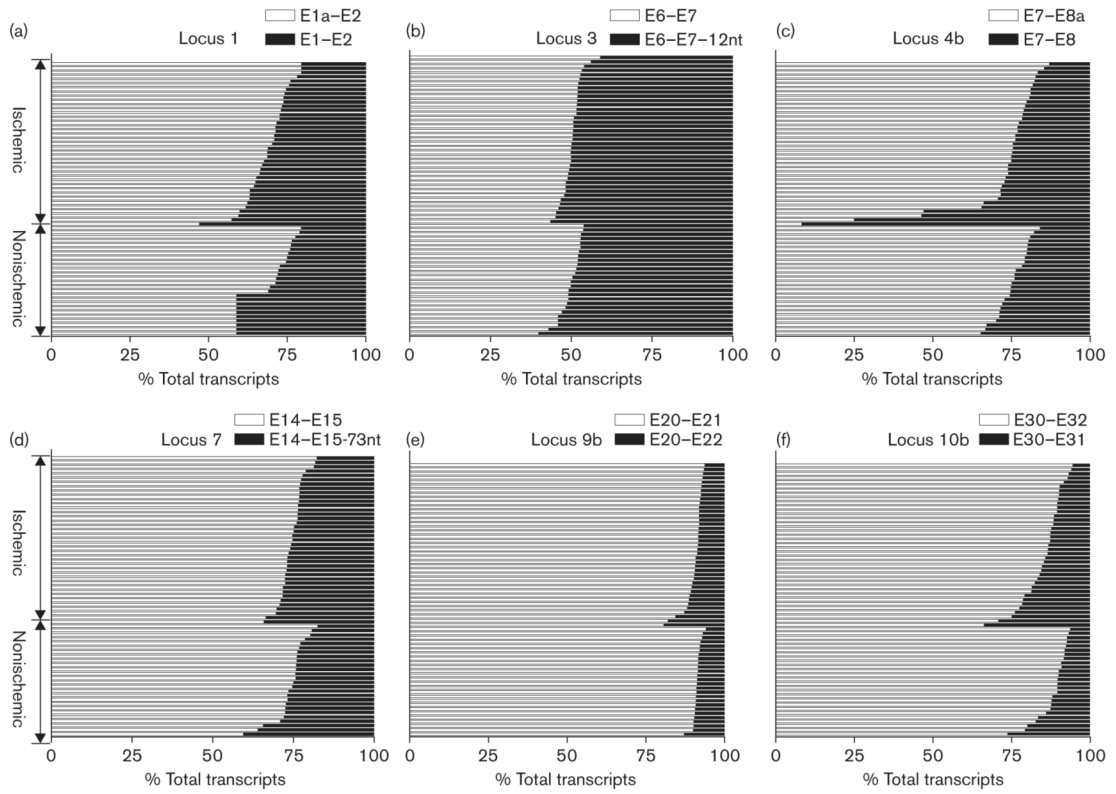 (a)
Locus 1
E1a–E2
E1–E2
Ischemic
Nonischemic
0 25 50 75 100
% Total transcripts
(b)
Locus 3
E6–E7
E6–E7–12nt
0 25 50 75 100
% Total transcripts
(c)
Locus 4b
E7–E8a
E7–E8
0 25 50 75 100
% Total transcripts
(d)
Locus 7
E14–E15
E14–E15-73nt
Ischemic
Nonischemic
0 25 50 75 100
% Total transcripts
(e)
Locus 9b
E20–E21
E20–E22
0 25 50 75 100
% Total transcripts
(f)
Locus 10b
E30–E32
E30–E31
0 25 50 75 100
% Total transcripts